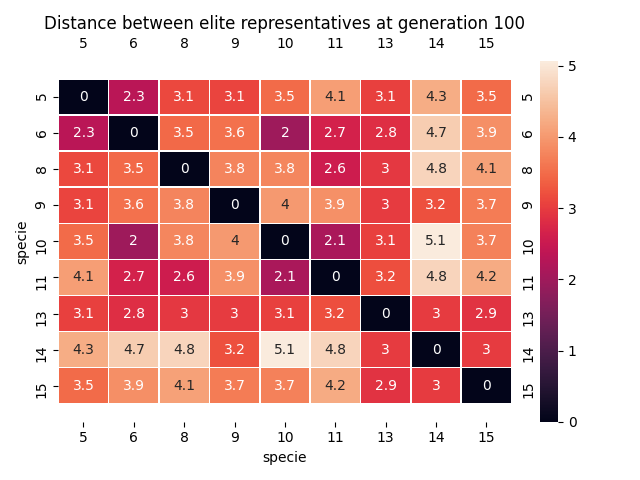 Distance between elite representatives at generation 100
5 6 8 9 10 11 13 14 15
5 0 2.3 3.1 3.1 3.5 4.1 3.1 4.3 3.5 5
6 2.3 0 3.5 3.6 2 2.7 2.8 4.7 3.9 6
8 3.1 3.5 0 3.8 3.8 2.6 3 4.8 4.1 8
9 3.1 3.6 3.8 0 4 3.9 3 3.2 3.7 9
specie
10 3.5 2 3.8 4 0 2.1 3.1 5.1 3.7 10
11 4.1 2.7 2.6 3.9 2.1 0 3.2 4.8 4.2 11
13 3.1 2.8 3 3 3.1 3.2 0 3 2.9 13
14 4.3 4.7 4.8 3.2 5.1 4.8 3 0 3 14
15 3.5 3.9 4.1 3.7 3.7 4.2 2.9 3 0 15
5 6 8 9 10 11 13 14 15
specie
5
4
3
2
1
0